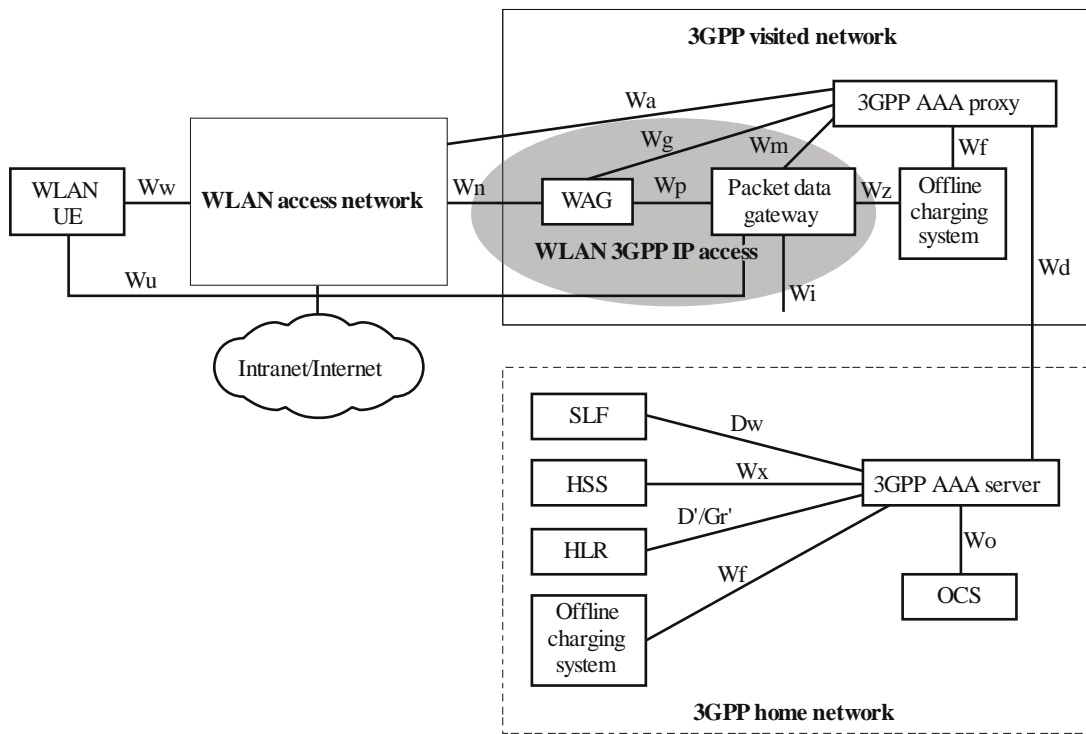 3GPP visited network
3GPP AAA proxy
Wa
Wg
Wm
Wf
WLAN
UE
Ww
WLAN access network
Wn
WAG
Wp
Packet data
gateway
Wz
Offline
charging
system
WLAN 3GPP IP access
Wd
Wu
Wi
Intranet/Internet
SLF
Dw
HSS
Wx
3GPP AAA server
D'/Gr'
HLR
Wo
Wf
OCS
Offline
charging
system
3GPP home network